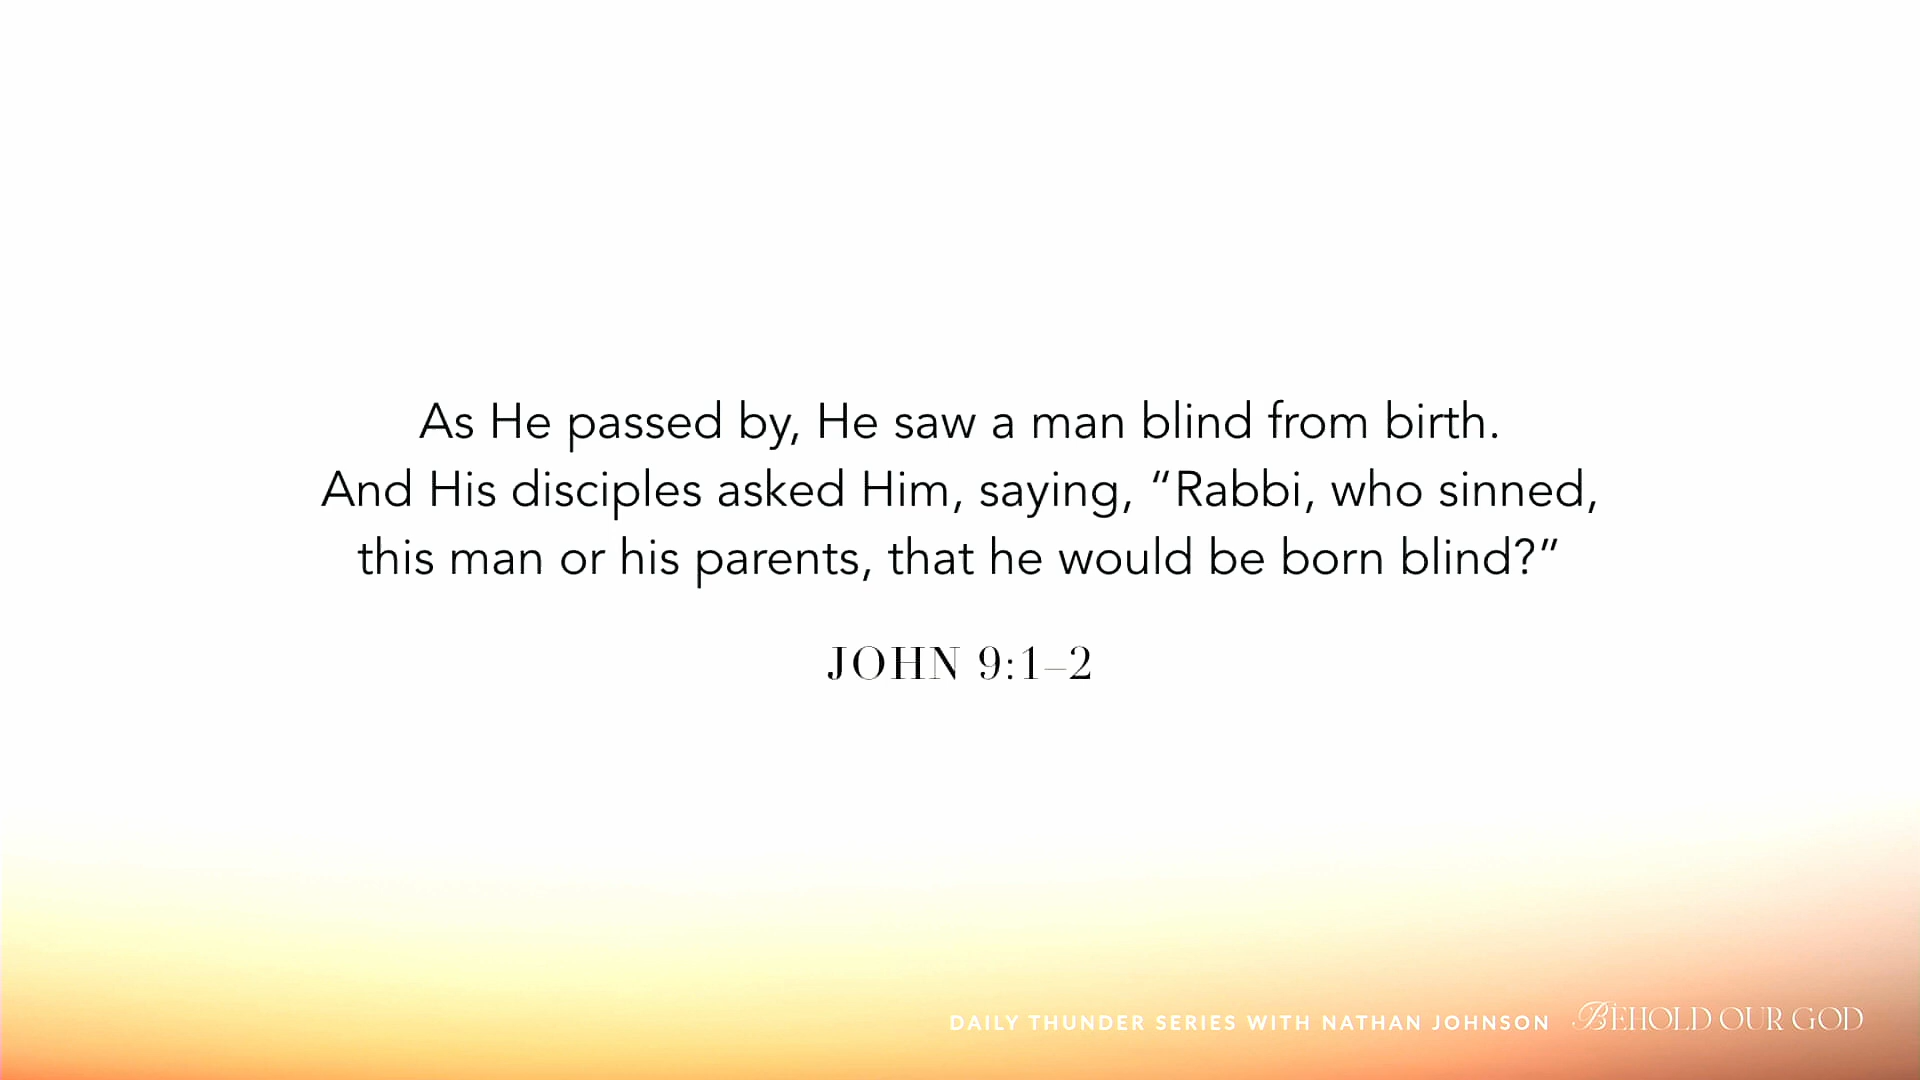 As He passed by, He saw a man blind from birth.
And His disciples asked Him, saying, “Rabbi, who sinned,
this man or his parents, that he would be born blind?”
JOHN 9:1–2
DAILY THUNDER SERIES WITH NATHAN JOHNSON
BEHOLD OUR GOD